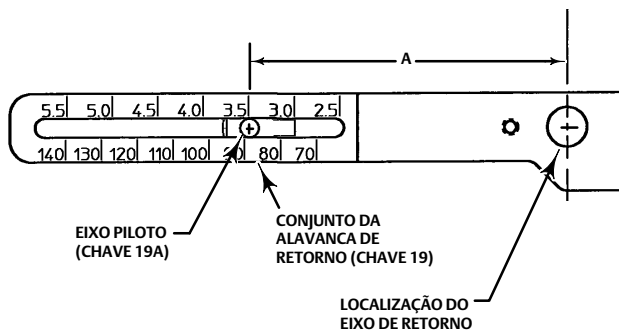 A
5.5 5.0 4.5 4.0 3.5 3.0 2.5
140 130 120 110 100 90 80 70
EIXO PILOTO
(CHAVE 19A)
CONJUNTO DA
ALAVANCA DE
RETORNO (CHAVE 19)
LOCALIZAÇÃO DO
EIXO DE RETORNO